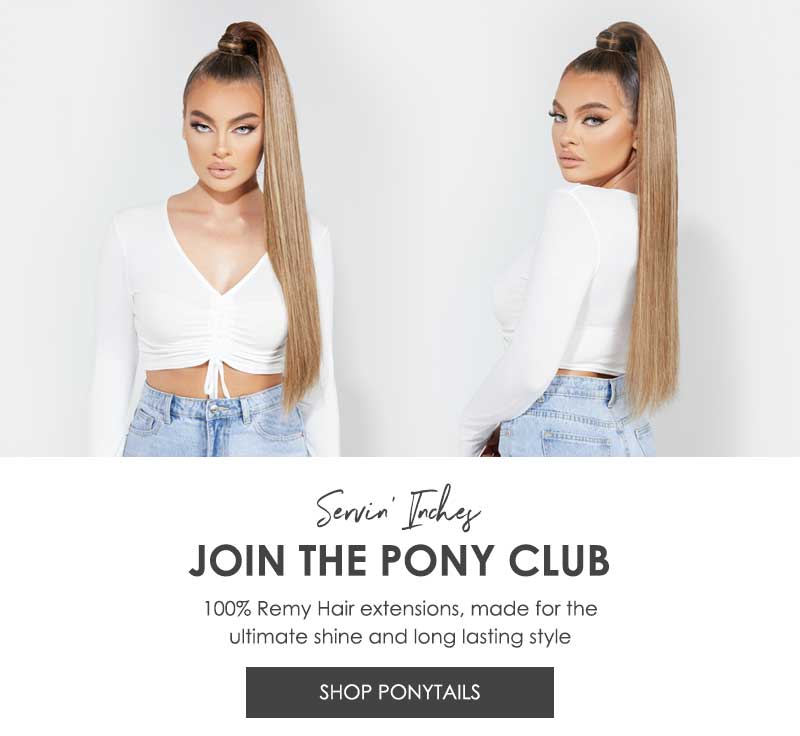 Servin' Inches
JOIN THE PONY CLUB
100% Remy Hair extensions, made for the
ultimate shine and long lasting style
SHOP PONYTAILS